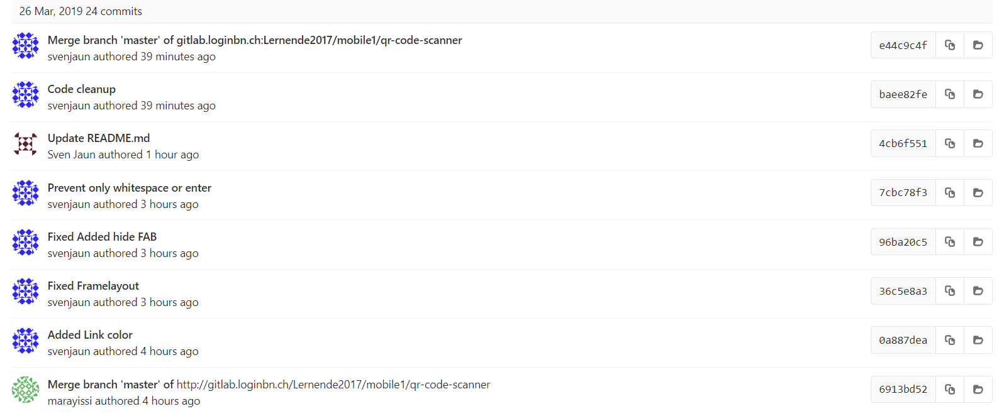 26 Mar, 2019 24 commits
Merge branch 'master' of gitlab.loginbn.ch:Lernende2017/mobile1/qr-code-scanner
svenjaun authored 39 minutes ago
e44c9c4f
Code cleanup
svenjaun authored 39 minutes ago
baee82fe
Update README.md
Sven Jaun authored 1 hour ago
4cb6f551
Prevent only whitespace or enter
svenjaun authored 3 hours ago
7cbc78f3
Fixed Added hide FAB
svenjaun authored 3 hours ago
96ba20c5
Fixed Framelayout
svenjaun authored 3 hours ago
36c5e8a3
Added Link color
svenjaun authored 4 hours ago
0a887dea
Merge branch 'master' of http://gitlab.loginbn.ch/Lernende2017/mobile1/qr-code-scanner
marayissi authored 4 hours ago
6913bd52